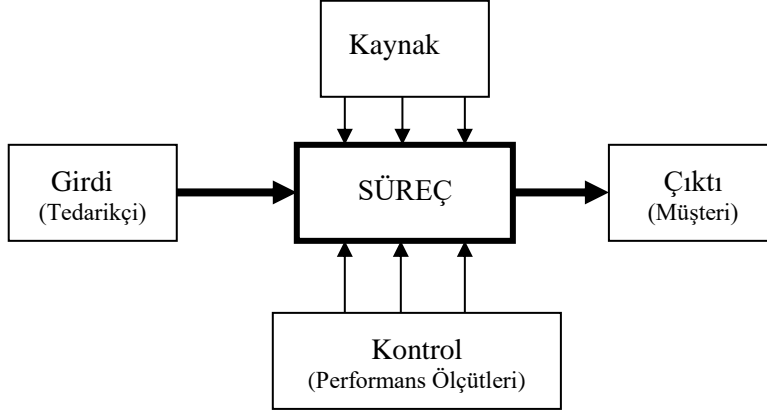 Kaynak
Girdi
(Tedarikçi)
SÜREÇ
Çıktı
(Müşteri)
Kontrol
(Performans Ölçütleri)